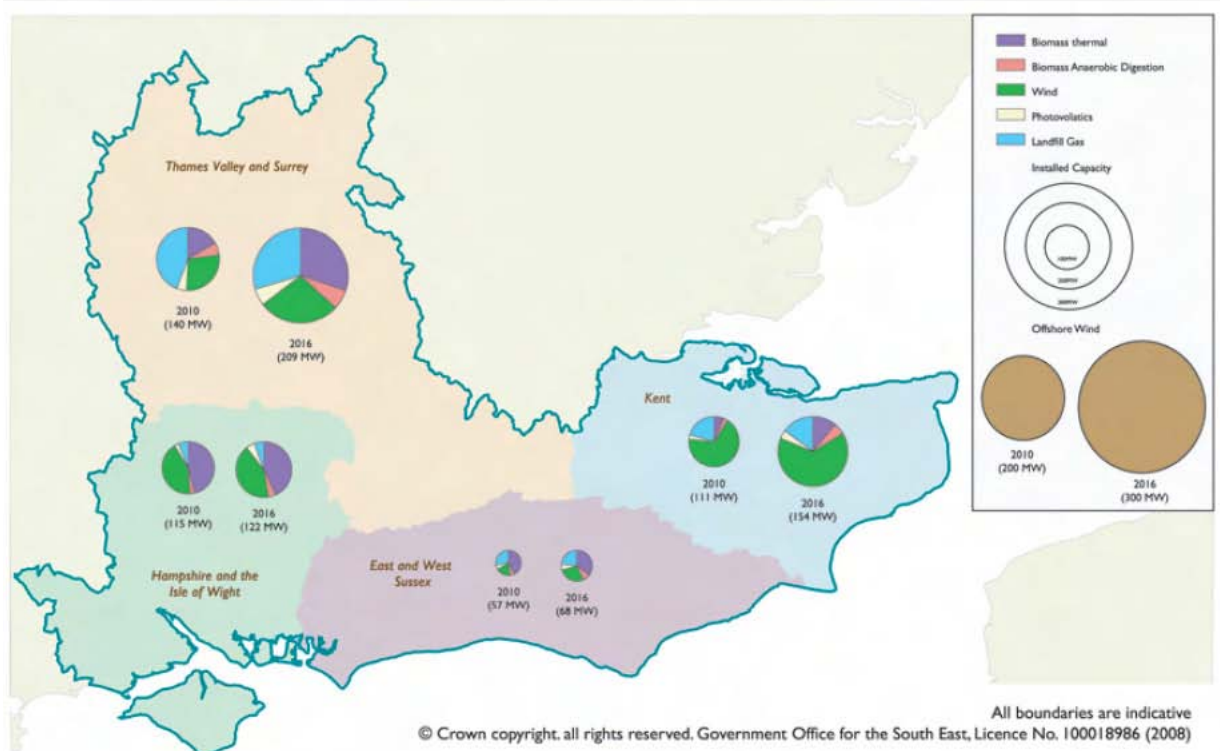 Thames Valley and Surrey
2010
(140 MW)
2016
(209 MW)
Kent
2010
(111 MW)
2016
(154 MW)
2010
(115 MW)
2016
(122 MW)
Hampshire and the
Isle of Wight
East and West
Sussex
2010
(57 MW)
2016
(68 MW)
Biomass thermal
Biomass Anaerobic Digestion
Wind
Photovolatics
Landfill Gas
Installed Capacity
Offshore Wind
2010
(200 MW)
2016
(300 MW)
All boundaries are indicative
© Crown copyright. all rights reserved. Government Office for the South East, Licence No. 100018986 (2008)